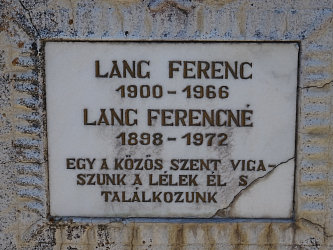 LANG FERENC
1900-1966
LANG FERENCNÉ
1898-1972
EGY A KÖZÖS SZENT VIGA-
SZUNK A LÉLEK ÉL S
TALÁLKOZUNK